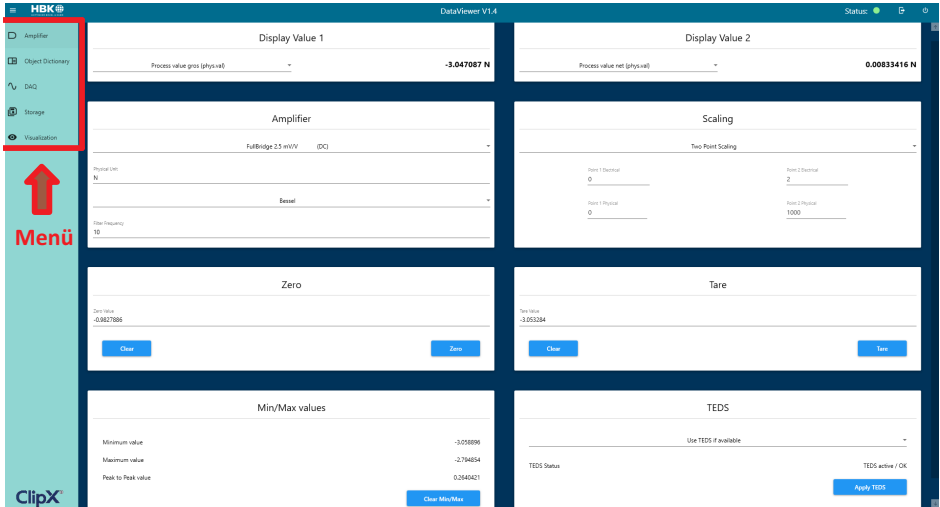 HBK
DataViewer V1.4
Status:
Amplifier
Object Dictionary
DAQ
Storage
Visualization
Menü
ClipX®
Display Value 1
Process value gros (phys.val)
-3.047087 N
Display Value 2
Process value net (phys.val)
0.00833416 N
Amplifier
FullBridge 2.5 mV/V (DC)
Physical Unit
N
Bessel
Filter Frequency
10
Scaling
Two Point Scaling
Point 1 Electrical
0
Point 2 Electrical
2
Point 1 Physical
0
Point 2 Physical
1000
Zero
Zero Value
-0.9827886
Clear
Zero
Tare
Tare Value
-3.053284
Clear
Tare
Min/Max values
Minimum value
-3.058896
Maximum value
-2.794854
Peak to Peak value
0.2640421
Clear Min/Max
TEDS
Use TEDS if available
TEDS Status
TEDS active / OK
Apply TEDS